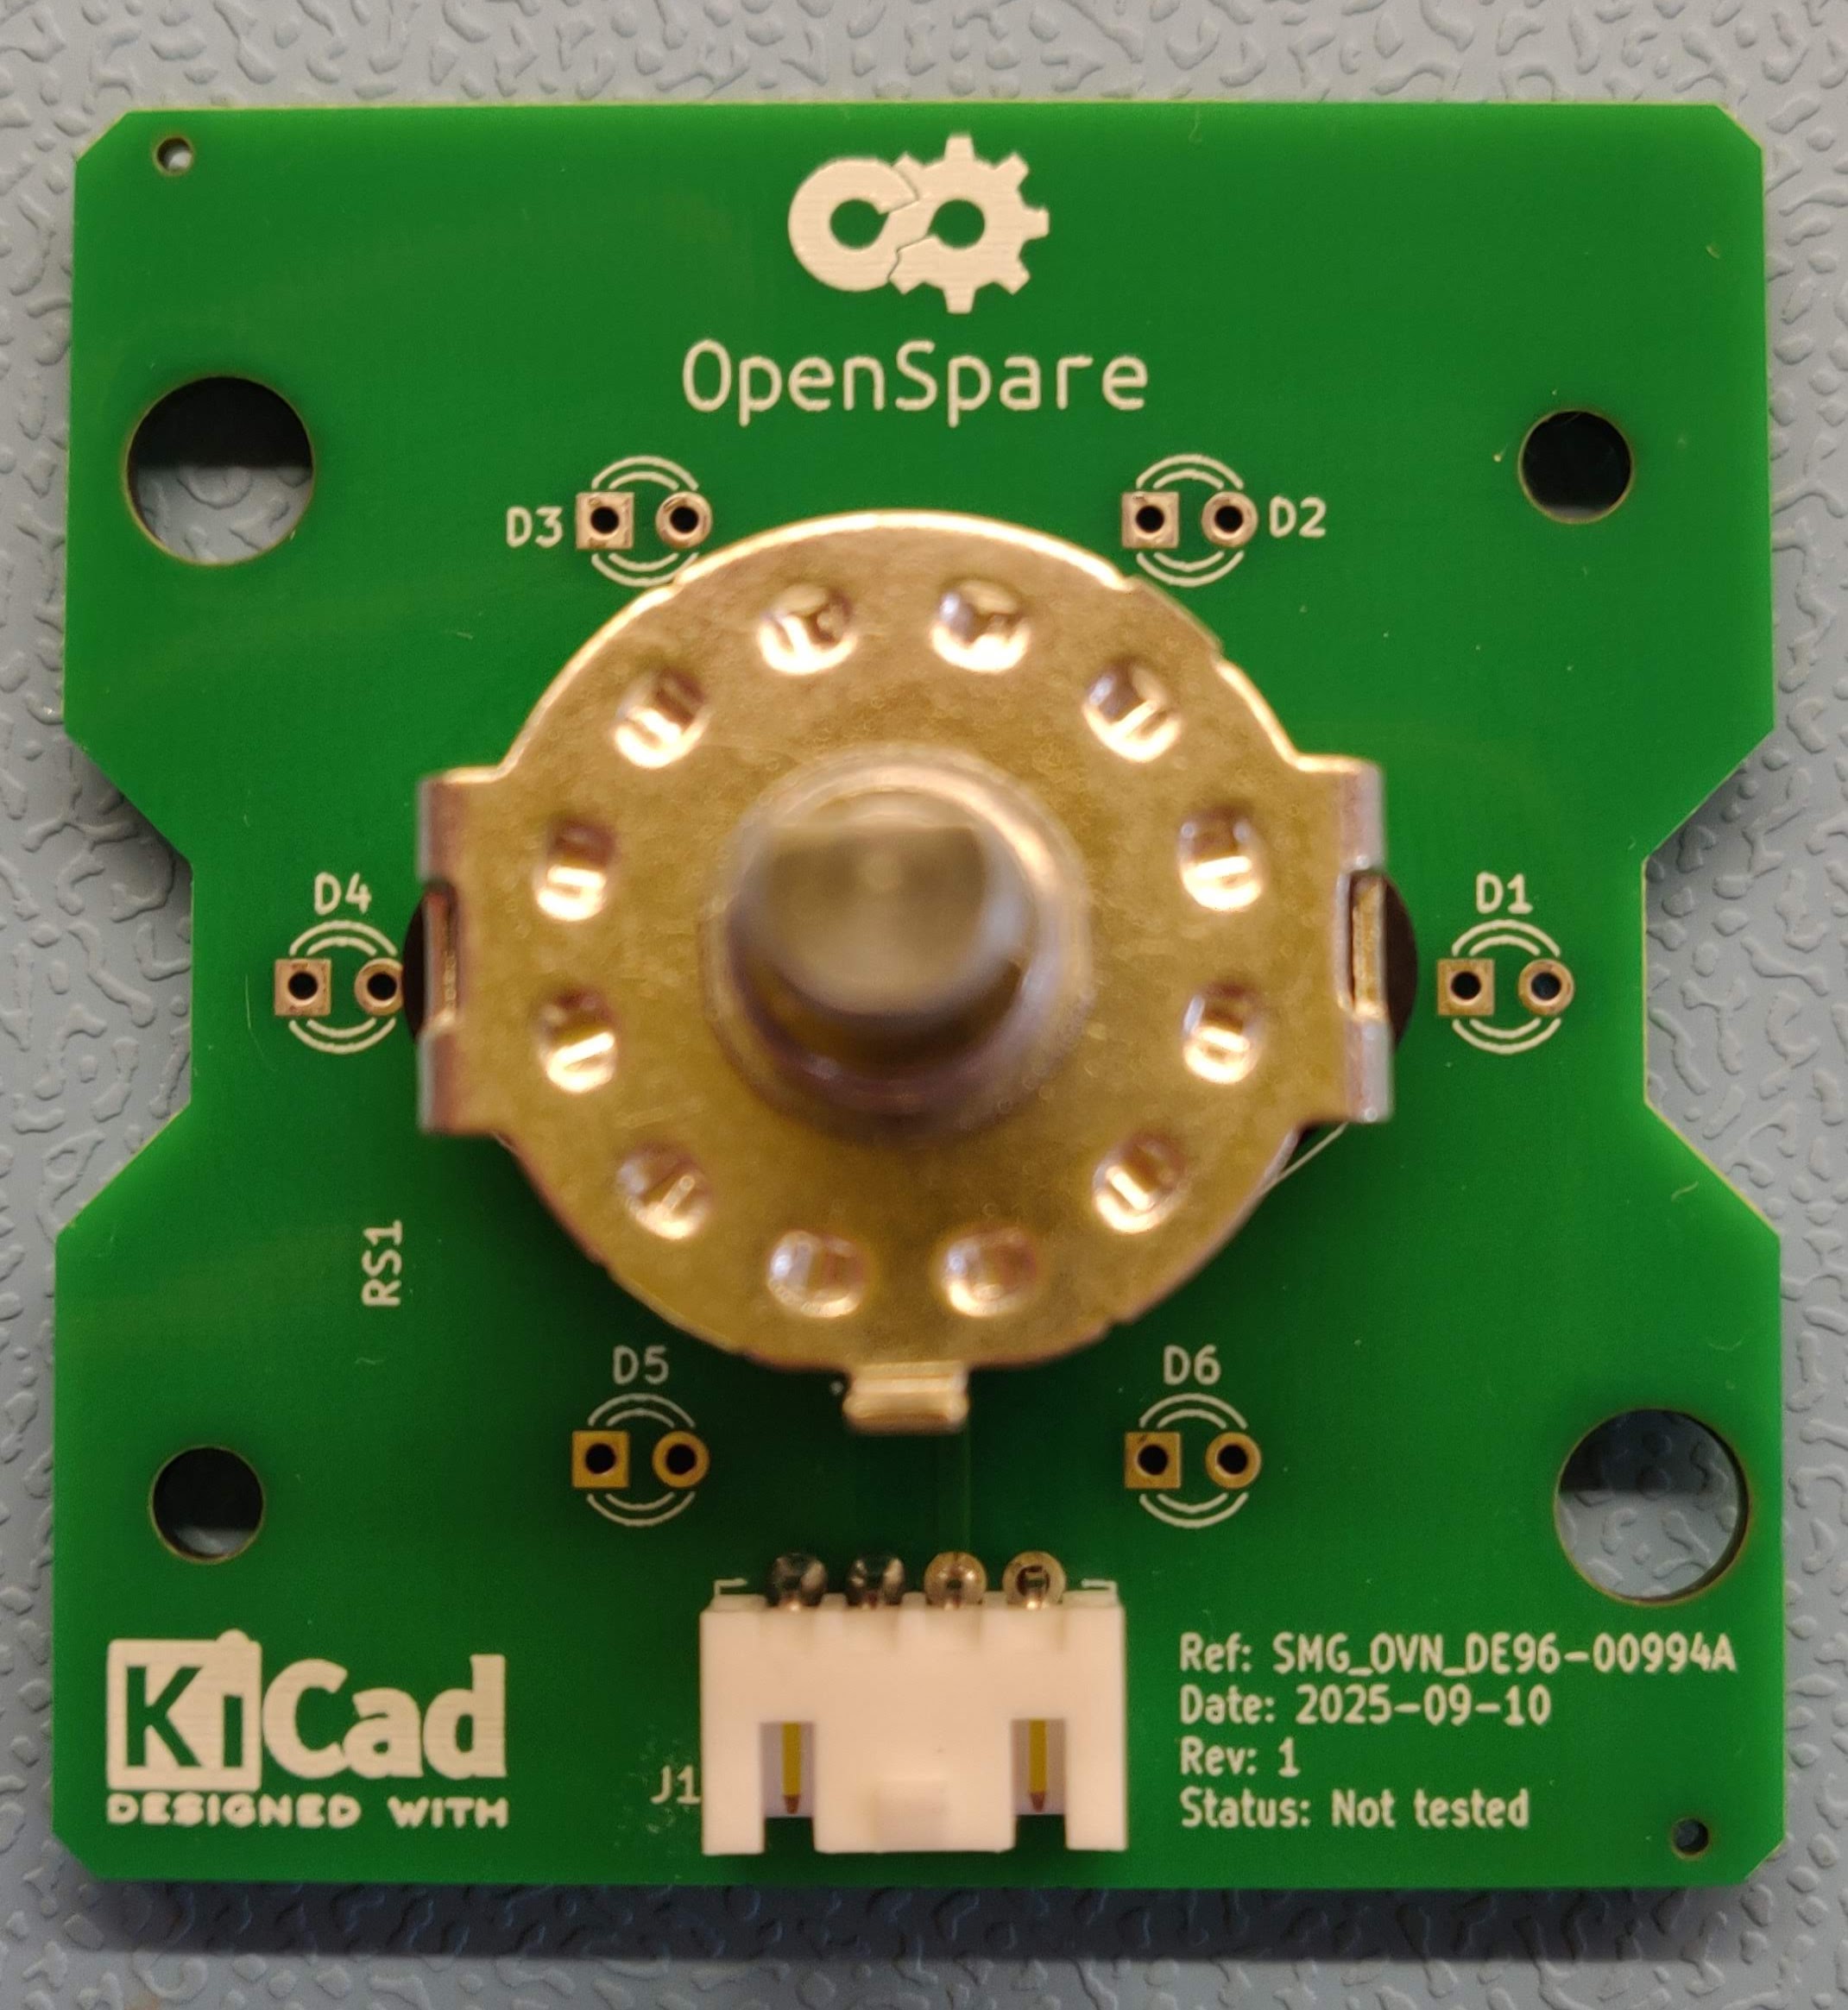 OpenSpare
D3
D2
D4
D1
RS1
D5
D6
J1
KiCad
DESIGNED WITH
Ref: SMG_OVN_DE96-00994A
Date: 2025-09-10
Rev: 1
Status: Not tested